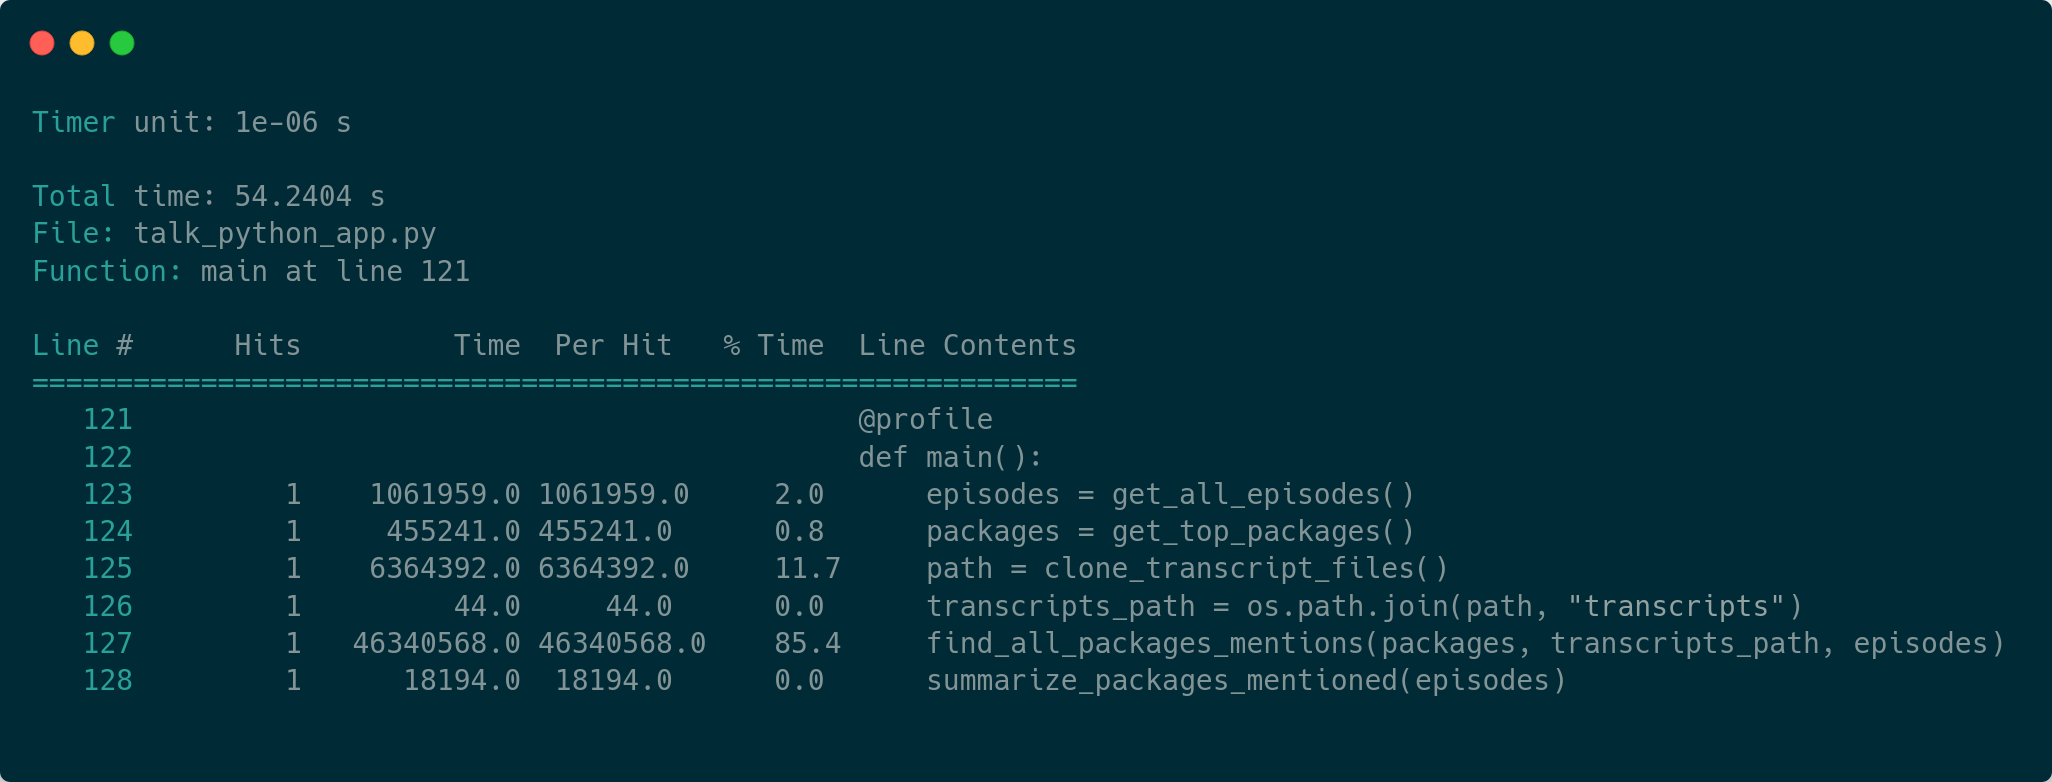 Timer unit: 1e-06 s
Total time: 54.2404 s
File: talk_python_app.py
Function: main at line 121
Line #      Hits         Time  Per Hit   % Time  Line Contents
==============================================================
   121                                           @profile
   122                                           def main():
   123         1    1061959.0 1061959.0     2.0      episodes = get_all_episodes()
   124         1     455241.0 455241.0      0.8      packages = get_top_packages()
   125         1    6364392.0 6364392.0     11.7      path = clone_transcript_files()
   126         1         44.0     44.0      0.0      transcripts_path = os.path.join(path, "transcripts")
   127         1   46340568.0 46340568.0    85.4     find_all_packages_mentions(packages, transcripts_path, episodes)
   128         1      18194.0  18194.0      0.0      summarize_packages_mentioned(episodes)